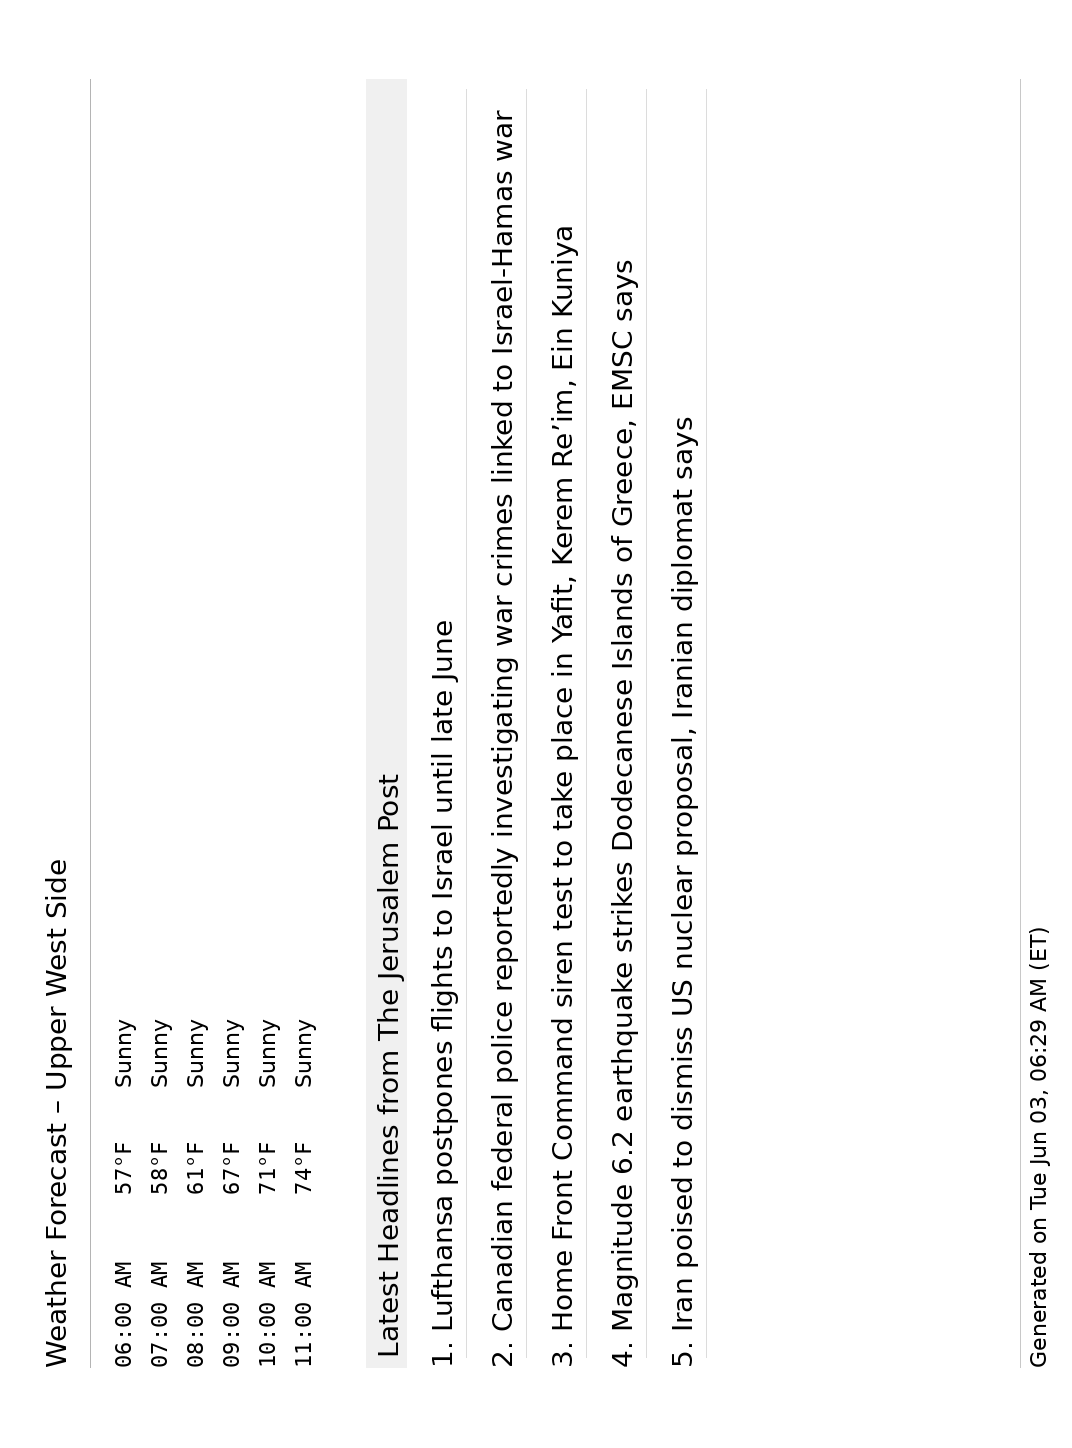 Weather Forecast – Upper West Side
06:00 AM 57°F Sunny
07:00 AM 58°F Sunny
08:00 AM 61°F Sunny
09:00 AM 67°F Sunny
10:00 AM 71°F Sunny
11:00 AM 74°F Sunny
Latest Headlines from The Jerusalem Post
1. Lufthansa postpones flights to Israel until late June
2. Canadian federal police reportedly investigating war crimes linked to Israel-Hamas war
3. Home Front Command siren test to take place in Yafit, Kerem Re’im, Ein Kuniya
4. Magnitude 6.2 earthquake strikes Dodecanese Islands of Greece, EMSC says
5. Iran poised to dismiss US nuclear proposal, Iranian diplomat says
Generated on Tue Jun 03, 06:29 AM (ET)